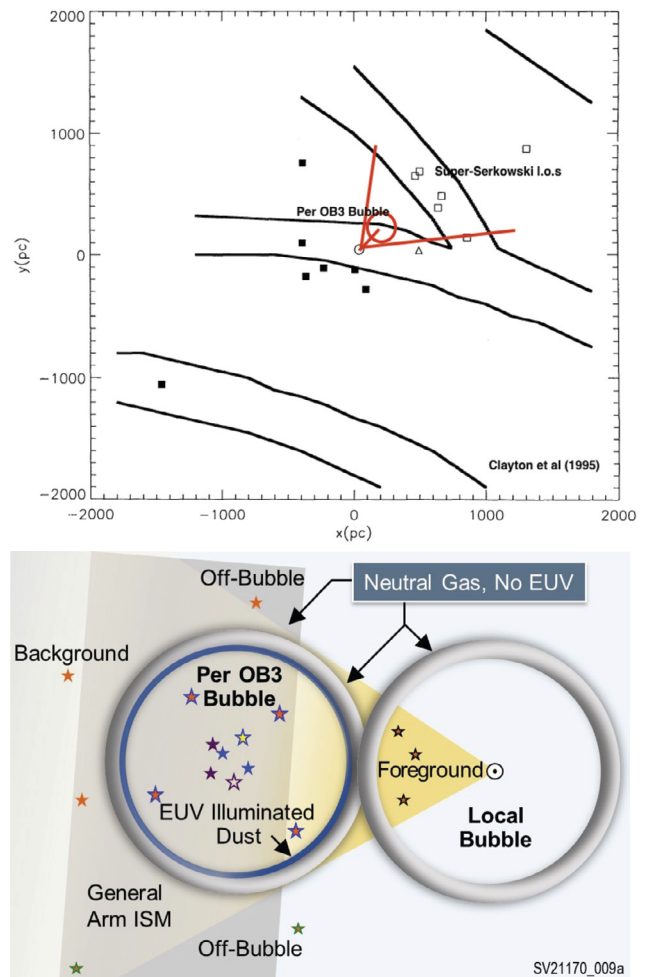 2000
1000
0
−1000
−2000
y(pc)
Super-Serkowski l.o.s
Per OB3 Bubble
Clayton et al (1995)
−2000
−1000
0
1000
2000
x(pc)
Off-Bubble
Neutral Gas, No EUV
Background
Per OB3
Bubble
Foreground
EUV Illuminated
Dust
Local
Bubble
General
Arm ISM
Off-Bubble
SV21170_009a